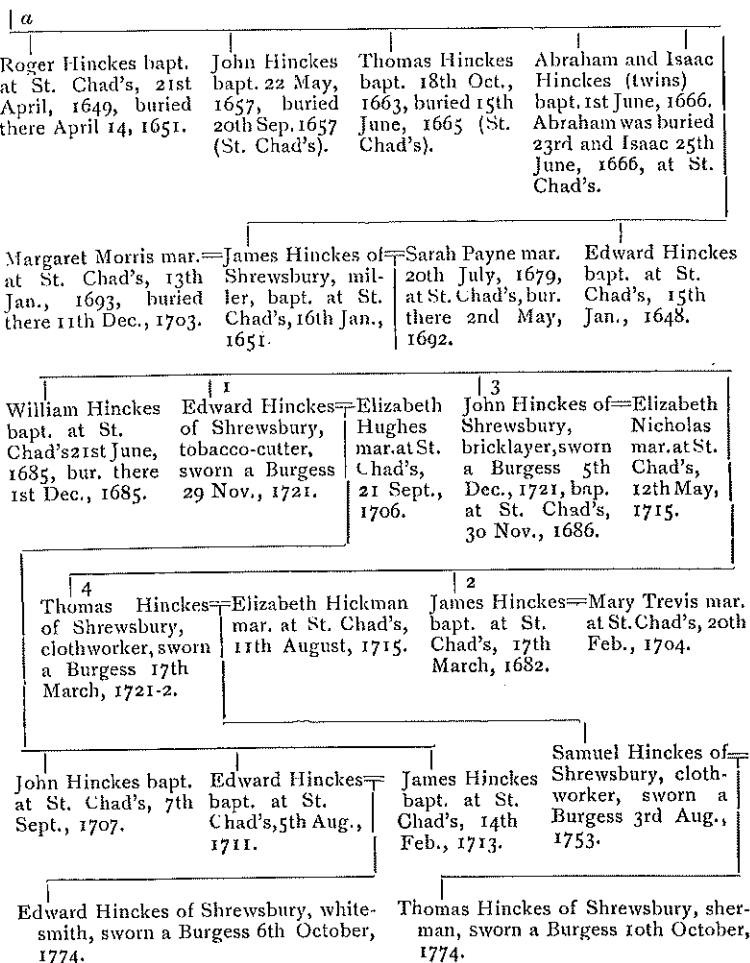 a
Roger Hinckes bapt.
at St. Chad's, 21st
April, 1649, buried
there April 14, 1651.
John Hinckes
bapt. 22 May,
1657, buried
20th Sep. 1657
(St. Chad's).
Thomas Hinckes
bapt. 18th Oct.,
1663, buried 15th
June, 1665 (St.
Chad's).
Abraham and Isaac
Hinckes (twins)
bapt. 1st June, 1666.
Abraham was buried
23rd and Isaac 25th
June, 1666, at St.
Chad's.
Margaret Morris mar.=
at St. Chad's, 13th
Jan., 1693, buried
there 11th Dec., 1703.
James Hinckes of=
Shrewsbury, mil-
ler, bapt. at St.
Chad's, 16th Jan.,
1651.
Sarah Payne mar.
20th July, 1679,
at St. Chad's, bur.
there 2nd May,
1692.
Edward Hinckes
bapt. at St.
Chad's, 15th
Jan., 1648.
William Hinckes
bapt. at St.
Chad's 21st June,
1685, bur. there
1st Dec., 1685.
1
Edward Hinckes=
of Shrewsbury,
tobacco-cutter,
sworn a Burgess
29 Nov., 1721.
Elizabeth
Hughes
mar. at St.
Chad's,
21 Sept.,
1706.
3
John Hinckes of=
Shrewsbury,
bricklayer, sworn
a Burgess 5th
Dec., 1721, bap.
at St. Chad's,
30 Nov., 1686.
Elizabeth
Nicholas
mar. at St.
Chad's,
12th May,
1715.
4
Thomas Hinckes=
of Shrewsbury,
clothworker, sworn
a Burgess 17th
March, 1721-2.
Elizabeth Hickman
mar. at St. Chad's,
11th August, 1715.
2
James Hinckes=
bapt. at St.
Chad's, 17th
March, 1682.
Mary Trevis mar.
at St. Chad's, 20th
Feb., 1704.
John Hinckes bapt.
at St. Chad's, 7th
Sept., 1707.
Edward Hinckes=
bapt. at St.
Chad's, 5th Aug.,
1711.
James Hinckes
bapt. at St.
Chad's, 14th
Feb., 1713.
Samuel Hinckes of=
Shrewsbury, cloth-
worker, sworn a
Burgess 3rd Aug.,
1753.
Edward Hinckes of Shrewsbury, white-
smith, sworn a Burgess 6th October,
1774.
Thomas Hinckes of Shrewsbury, sher-
man, sworn a Burgess 10th October,
1774.